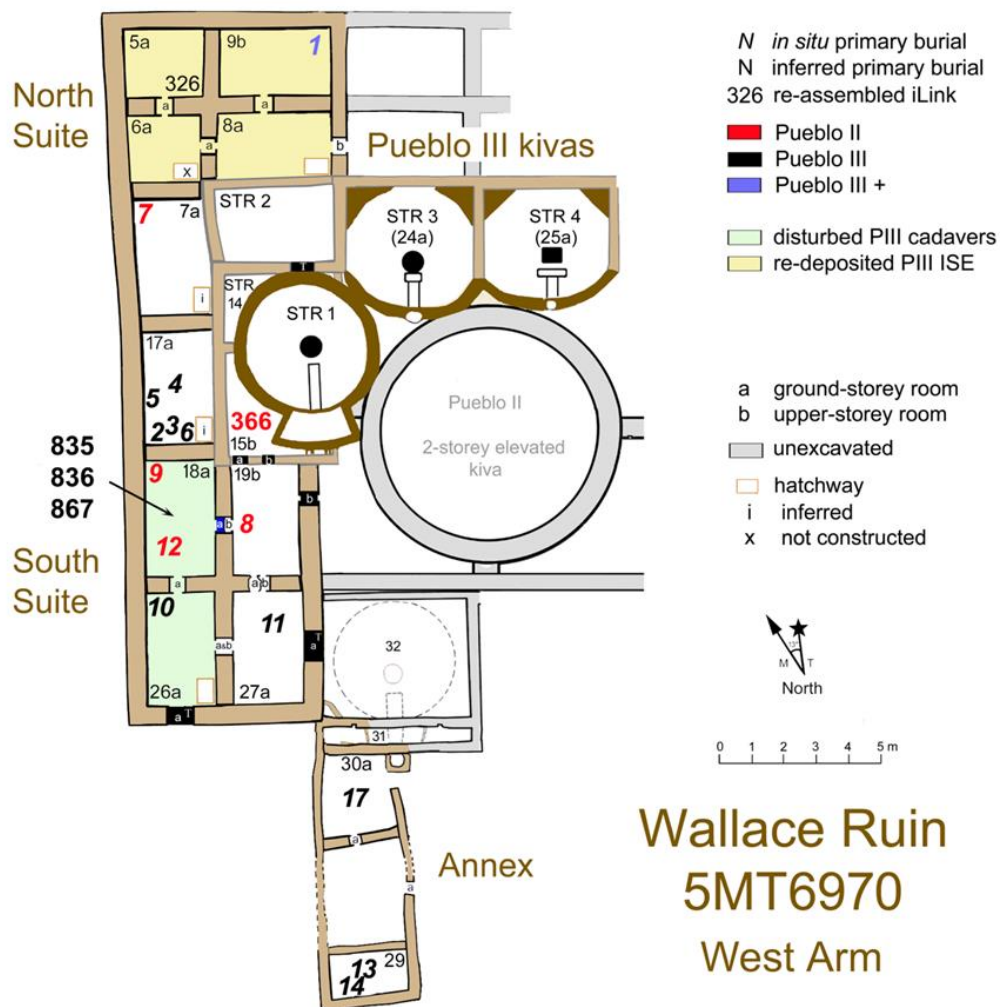 5a
9b
1
326
a
a
6a
8a
a
b
x
North
Suite
Pueblo III kivas
7
7a
STR 2
STR 3
(24a)
STR 4
(25a)
i
T
STR
14
STR 1
17a
4
5
2 3 6
i
366
15b
a
b
Pueblo II
2-storey elevated
kiva
835
836
867
9
18a
19b
b
a b
8
12
South
Suite
a
a b
10
11
a&b
a T
32
26a
27a
a T
31
30a
17
a
Annex
a
13
29
14
N in situ primary burial
N inferred primary burial
326 re-assembled iLink
Pueblo II
Pueblo III
Pueblo III +
disturbed PIII cadavers
re-deposited PIII ISE
a ground-storey room
b upper-storey room
unexcavated
hatchway
i inferred
x not constructed
13°
M T
North
0 1 2 3 4 5 m
Wallace Ruin
5MT6970
West Arm